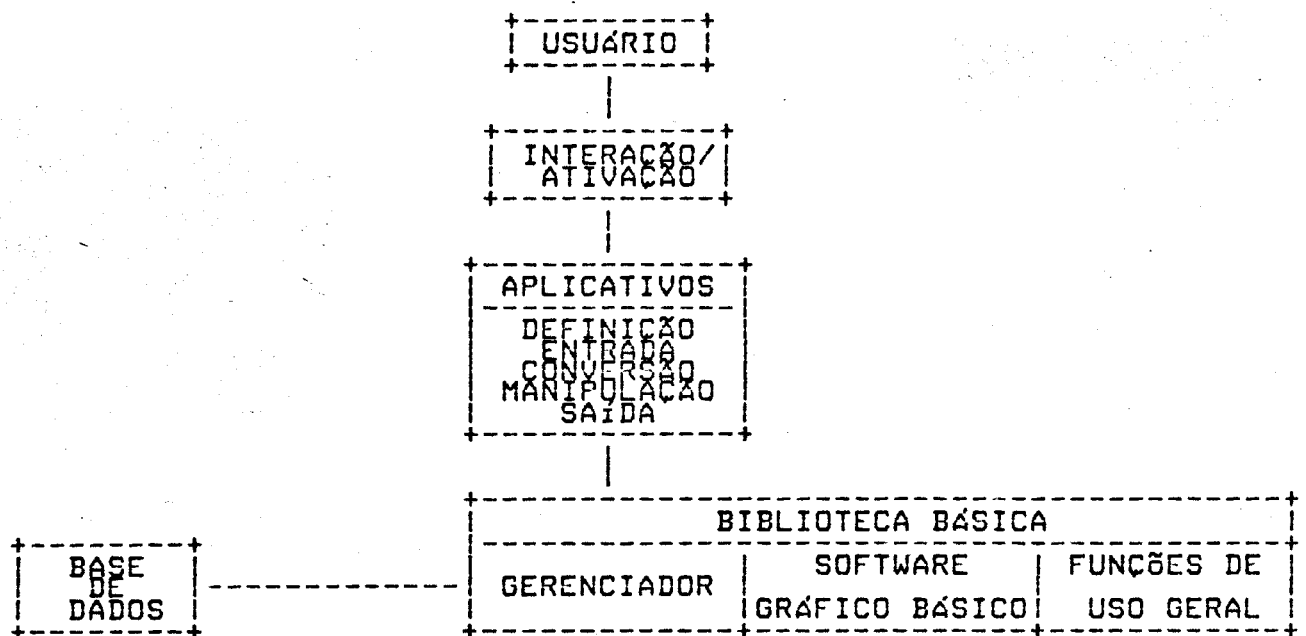 USUÁRIO
INTERAÇÃO/
ATIVAÇÃO
APLICATIVOS
DEFINIÇÃO
ENTRADA
CONVERSÃO
MANIPULAÇÃO
SAÍDA
BIBLIOTECA BÁSICA
BASE
DE
DADOS
GERENCIADOR
SOFTWARE
GRÁFICO BÁSICO
FUNÇÕES DE
USO GERAL